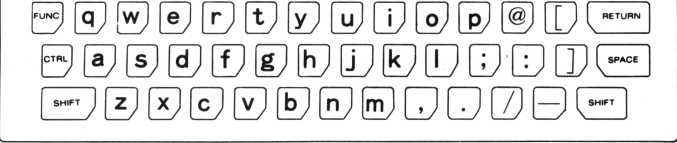 FUNC q w e r t y u i o p @ [ RETURN
CTRL a s d f g h j k l ; : ] SPACE
SHIFT z x c v b n m , . / — SHIFT